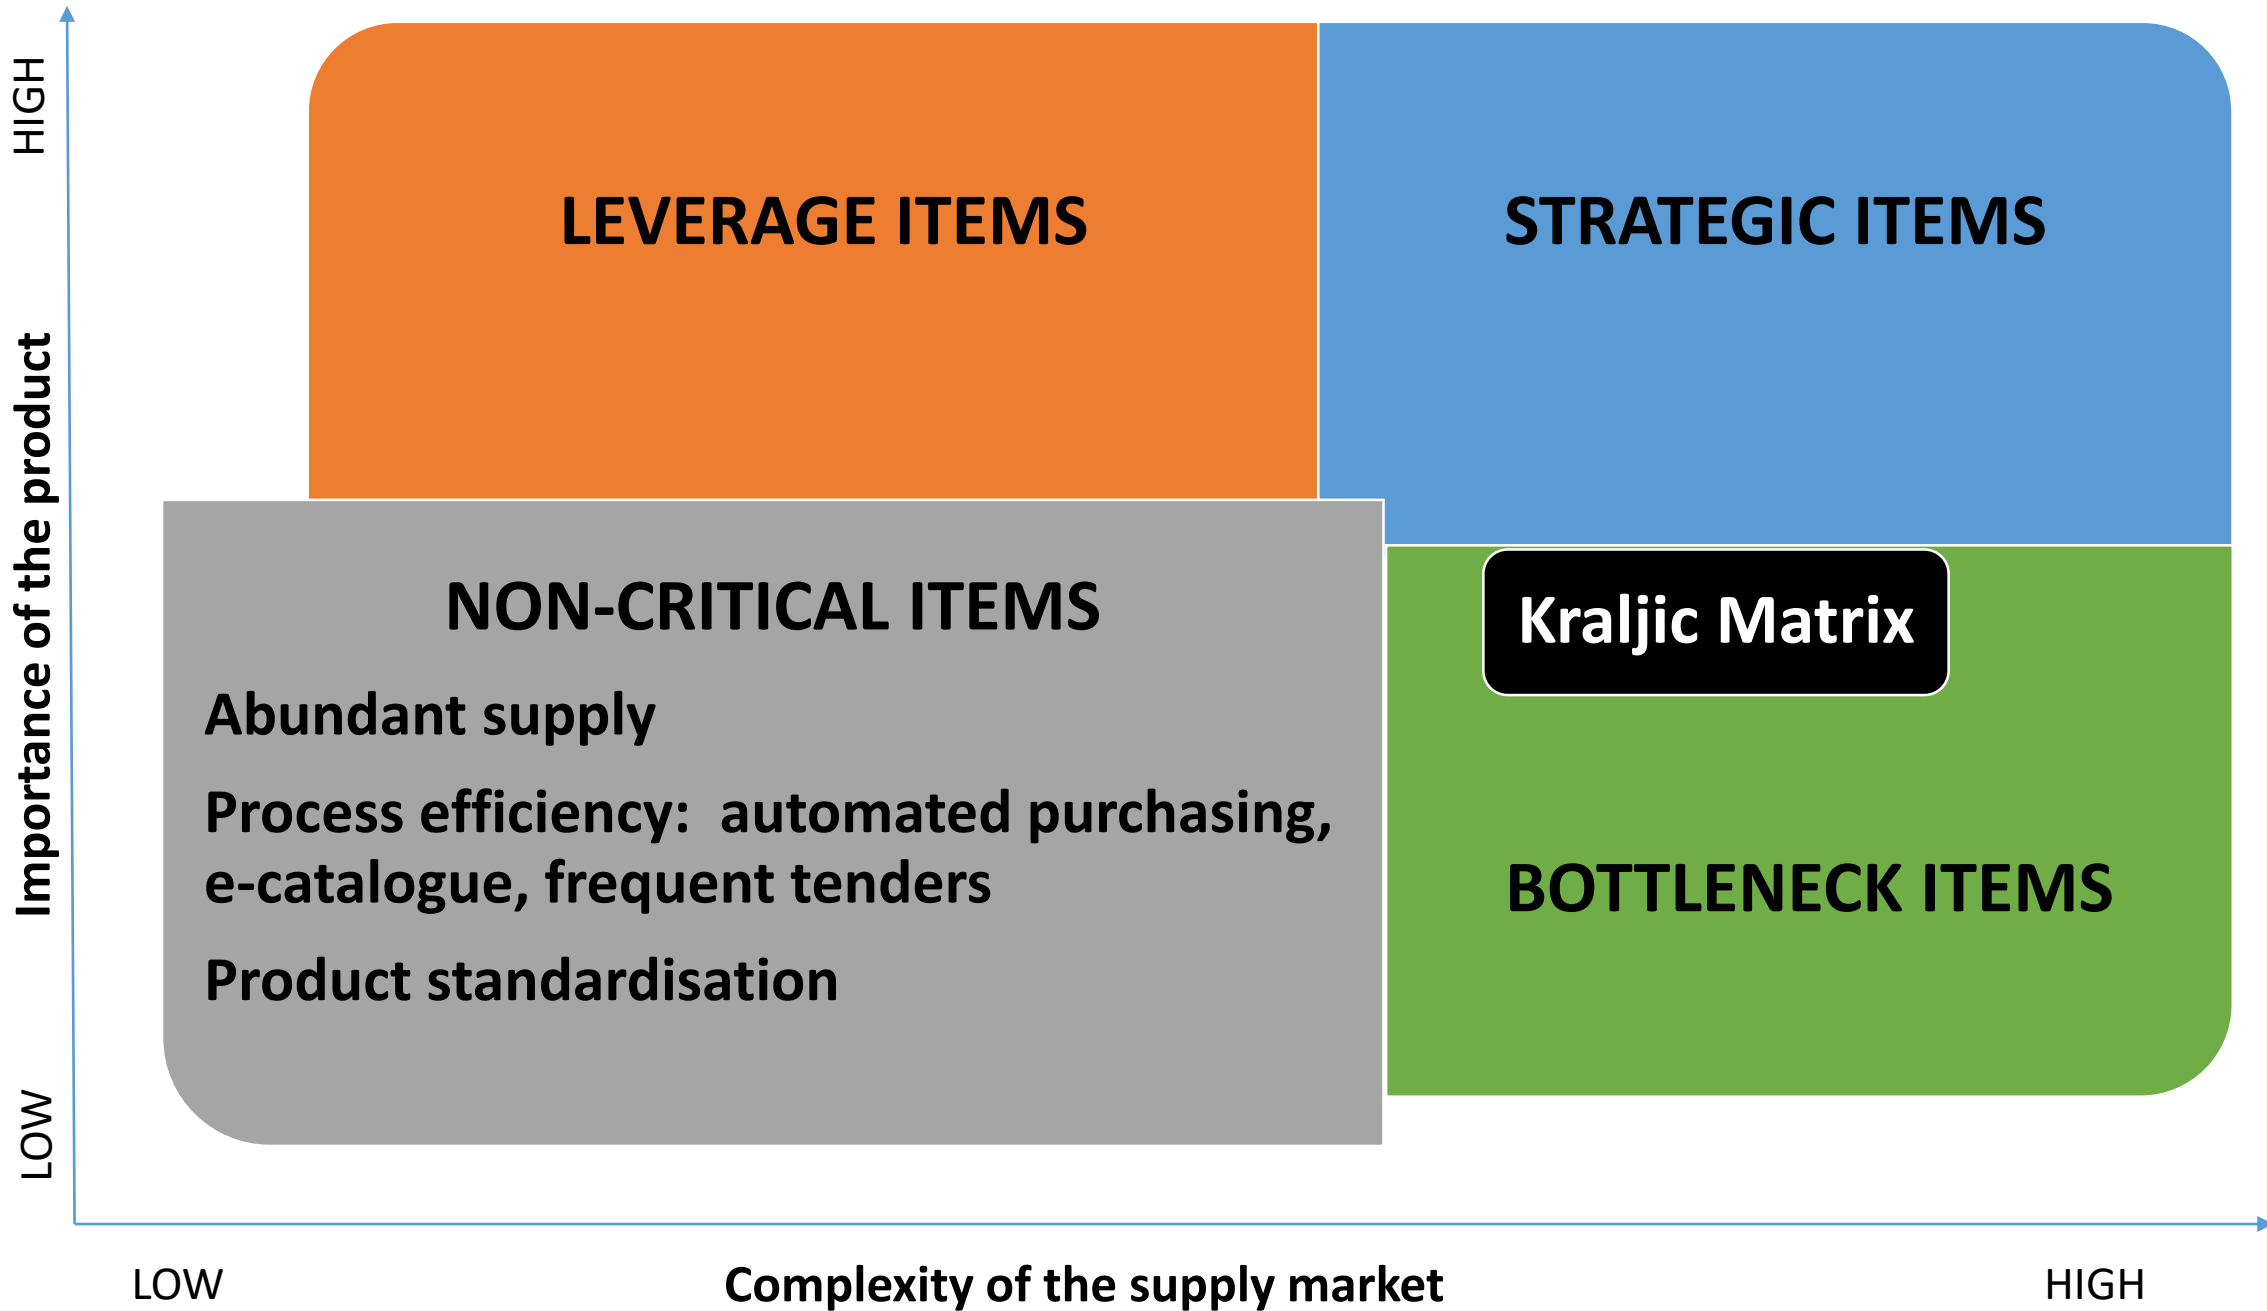 HIGH
LEVERAGE ITEMS
STRATEGIC ITEMS
Importance of the product
NON-CRITICAL ITEMS
Abundant supply
Process efficiency:  automated purchasing,
e-catalogue, frequent tenders
Product standardisation
Kraljic Matrix
BOTTLENECK ITEMS
LOW
LOW
Complexity of the supply market
HIGH